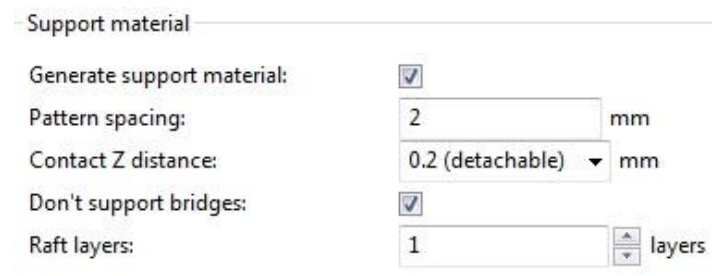 Support material
Generate support material:
Pattern spacing: 2 mm
Contact Z distance: 0.2 (detachable) mm
Don't support bridges:
Raft layers: 1 layers